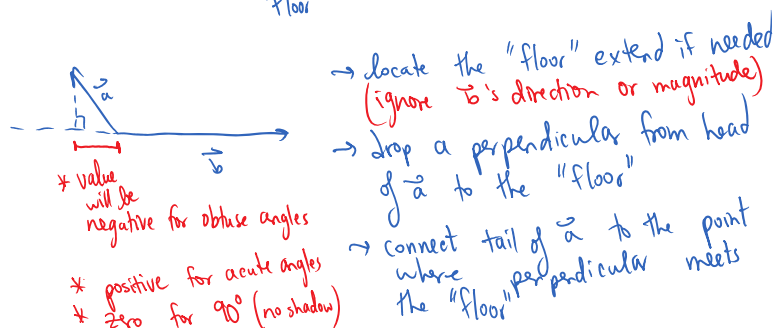 floor
→ locate the "floor" extend if needed
(ignore b⃗'s direction or magnitude)
→ drop a perpendicular from head
of a⃗ to the "floor"
→ connect tail of a⃗ to the point
where perpendicular meets
the "floor"
a⃗
b⃗
* value
will be
negative for obtuse angles
* positive for acute angles
* zero for 90° (no shadow)